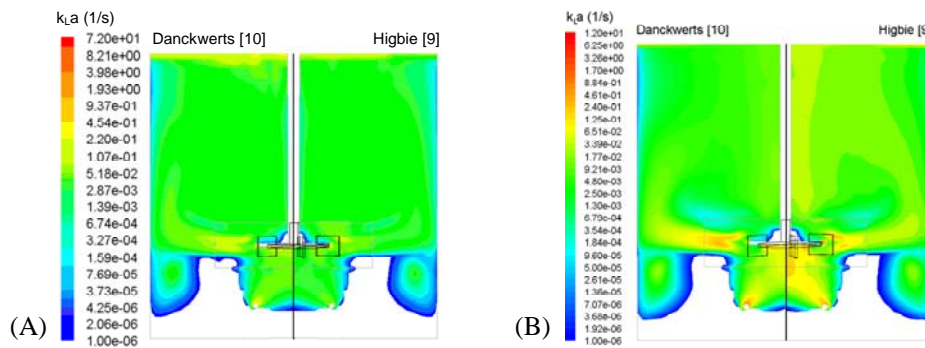 kLa (1/s)
Danckwerts [10]
Higbie [9]
7.20e+01
8.21e+00
3.98e+00
1.93e+00
9.37e-01
4.54e-01
2.20e-01
1.07e-01
5.18e-02
2.87e-03
1.39e-03
6.74e-04
3.27e-04
1.59e-04
7.69e-05
4.25e-06
2.06e-06
1.00e-06
(A)
kLa (1/s)
Danckwerts [10]
Higbie [9
1.20e+01
6.25e+00
3.26e+00
1.70e+00
8.84e-01
4.61e-01
2.40e-01
1.25e-01
6.51e-02
3.39e-02
1.77e-02
9.21e-03
4.80e-03
2.50e-03
1.30e-03
6.79e-04
3.54e-04
1.84e-04
9.60e-05
5.00e-05
2.61e-05
1.36e-05
7.07e-06
3.68e-06
1.92e-06
1.00e-06
(B)